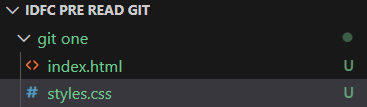 IDFC PRE READ GIT
git one
<> index.html U
# styles.css U